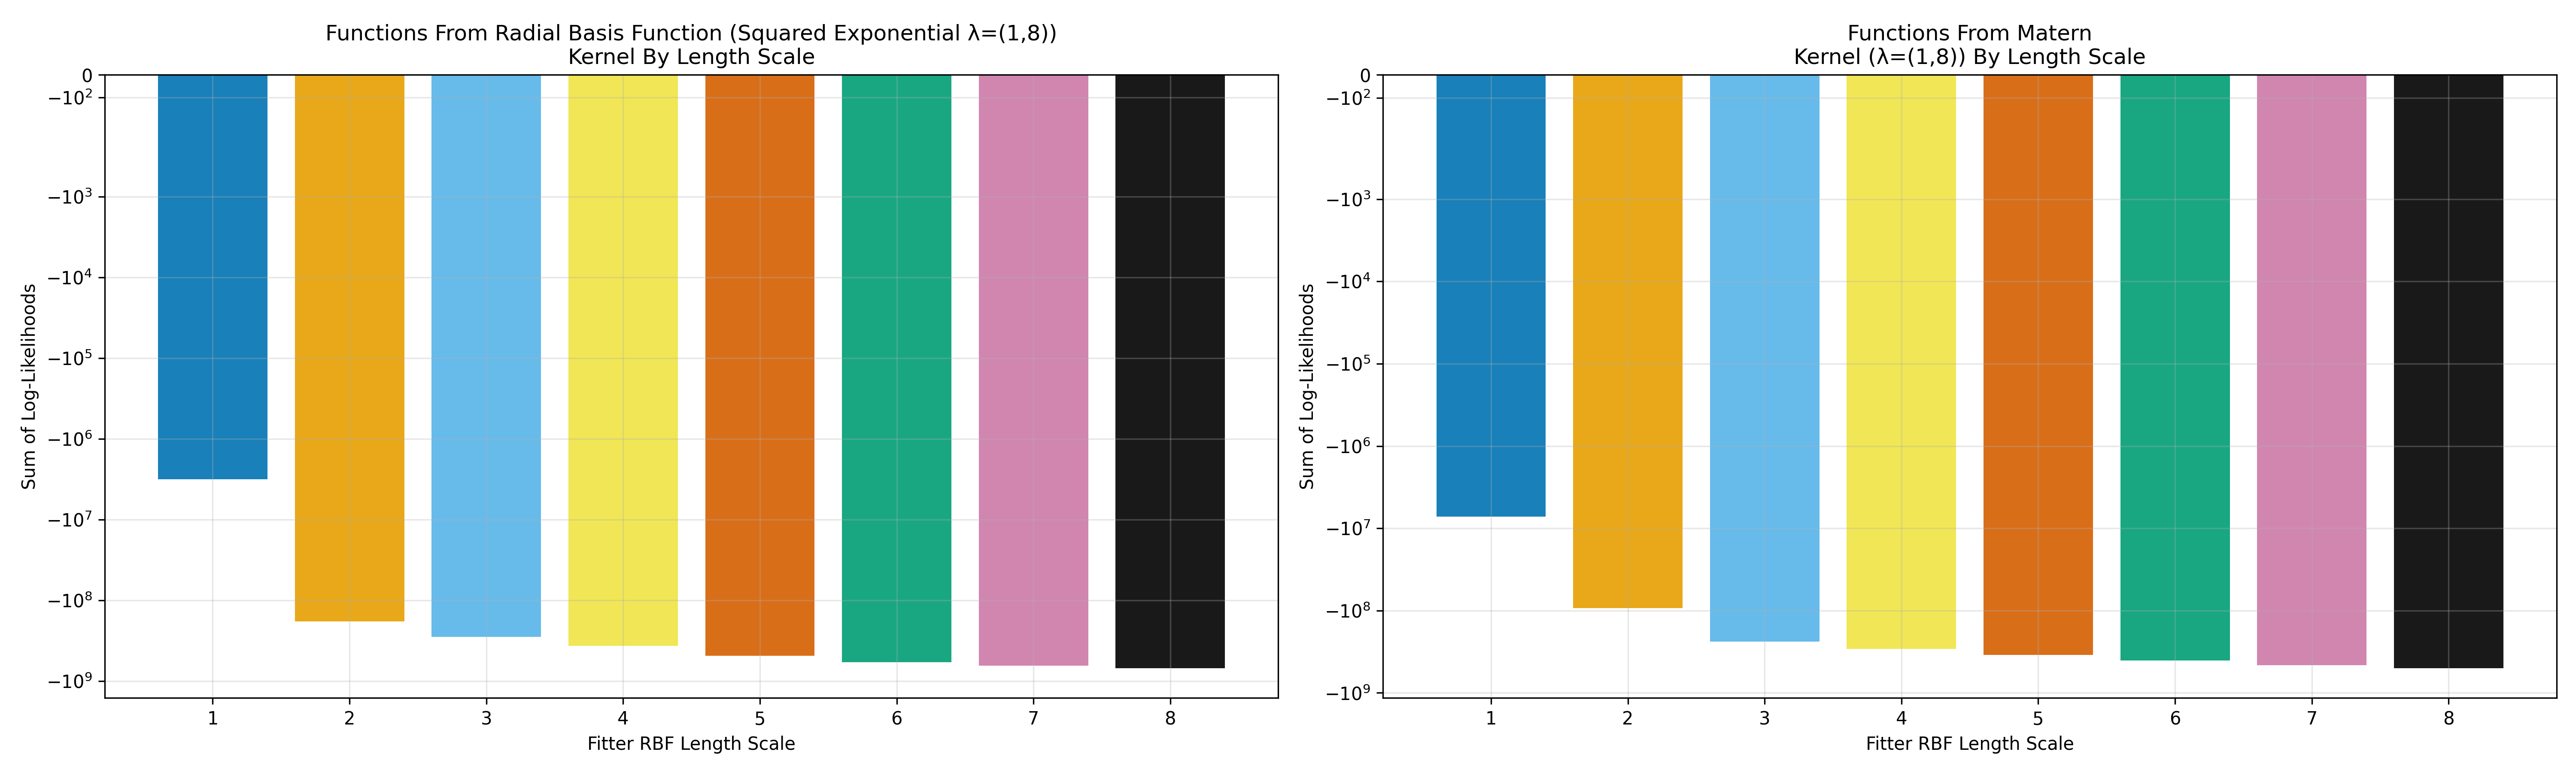 Functions From Radial Basis Function (Squared Exponential λ=(1,8))
Kernel By Length Scale
Sum of Log-Likelihoods
0
−10²
−10³
−10⁴
−10⁵
−10⁶
−10⁷
−10⁸
−10⁹
1 2 3 4 5 6 7 8
Fitter RBF Length Scale
Functions From Matern
Kernel (λ=(1,8)) By Length Scale
Sum of Log-Likelihoods
0
−10²
−10³
−10⁴
−10⁵
−10⁶
−10⁷
−10⁸
−10⁹
1 2 3 4 5 6 7 8
Fitter RBF Length Scale